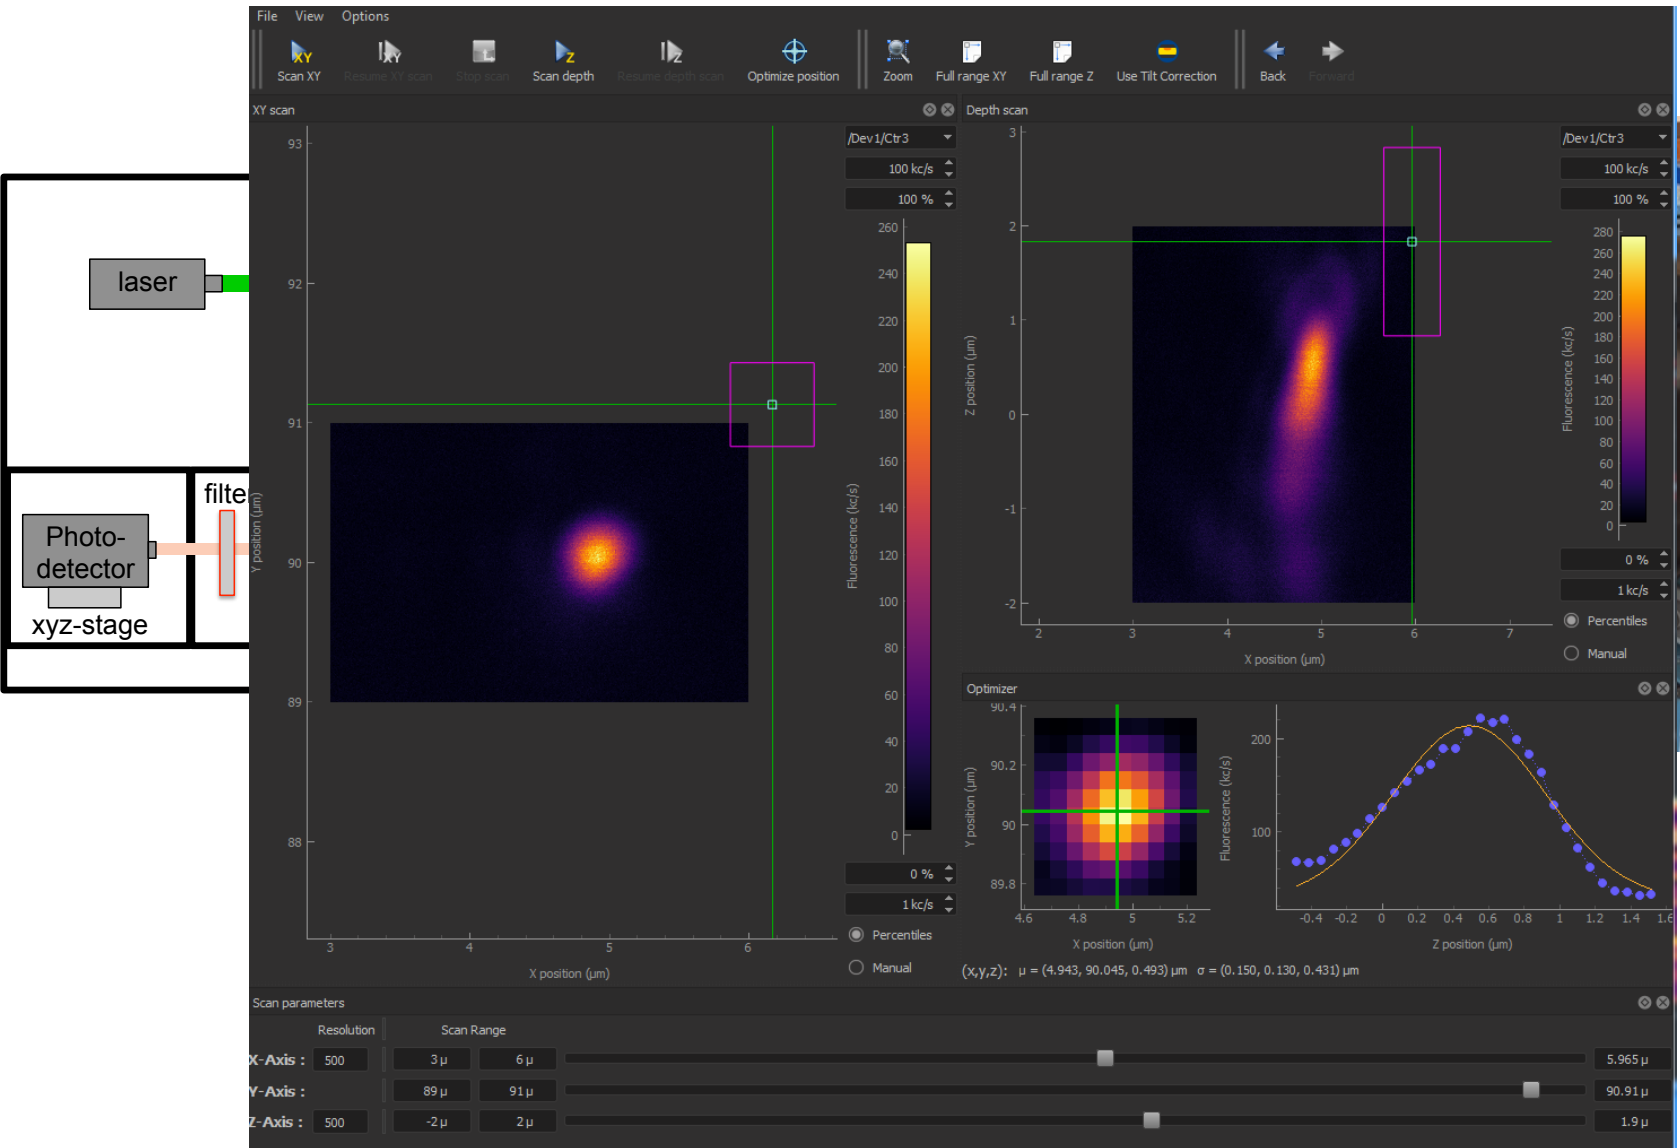 File View Options
Scan XY Resume XY scan Stop scan Scan depth Resume depth scan Optimize position Zoom Full range XY Full range Z Use Tilt Correction Back Forward
laser
Photo-
detector
xyz-stage
filte
XY scan
93
92
91
90
89
88
Y position (µm)
3 4 5 6
X position (µm)
/Dev1/Ctr3
100 kc/s
100 %
260
240
220
200
180
160
140
120
100
80
60
40
20
0
Fluorescence (kc/s)
0 %
1 kc/s
Percentiles
Manual
Depth scan
3
2
1
0
-1
-2
Z position (µm)
2 3 4 5 6 7
X position (µm)
/Dev1/Ctr3
100 kc/s
100 %
280
260
240
220
200
180
160
140
120
100
80
60
40
20
0
Fluorescence (kc/s)
0 %
1 kc/s
Percentiles
Manual
Optimizer
90.4
90.2
90
89.8
Y position (µm)
4.6 4.8 5 5.2
X position (µm)
200
100
Fluorescence (kc/s)
-0.4 -0.2 0 0.2 0.4 0.6 0.8 1 1.2 1.4 1.6
Z position (µm)
(x,y,z): µ = (4.943, 90.045, 0.493) µm σ = (0.150, 0.130, 0.431) µm
Scan parameters
Resolution Scan Range
X-Axis : 500 3 µ 6 µ 5.965 µ
Y-Axis : 89 µ 91 µ 90.91 µ
Z-Axis : 500 -2 µ 2 µ 1.9 µ